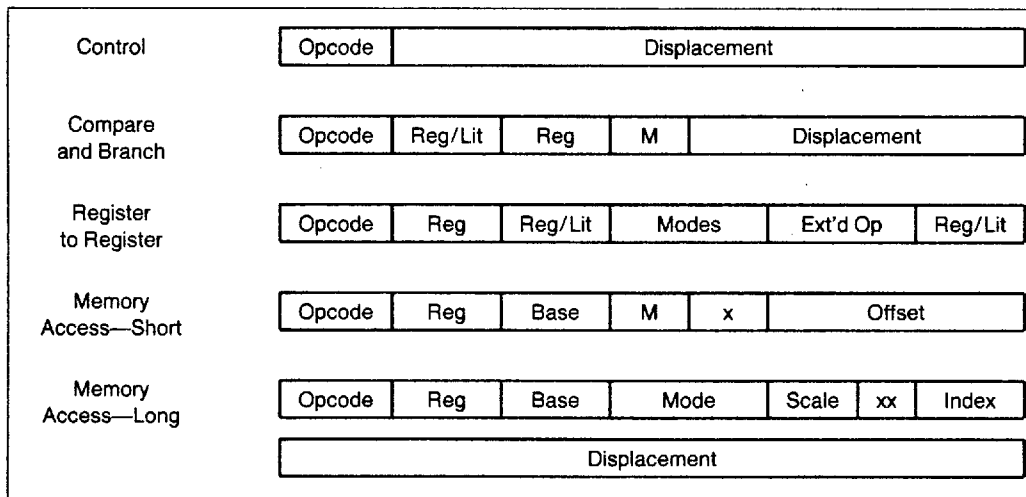 Control
Opcode Displacement
Compare
and Branch
Opcode Reg/Lit Reg M Displacement
Register
to Register
Opcode Reg Reg/Lit Modes Ext'd Op Reg/Lit
Memory
Access—Short
Opcode Reg Base M x Offset
Memory
Access—Long
Opcode Reg Base Mode Scale xx Index
Displacement